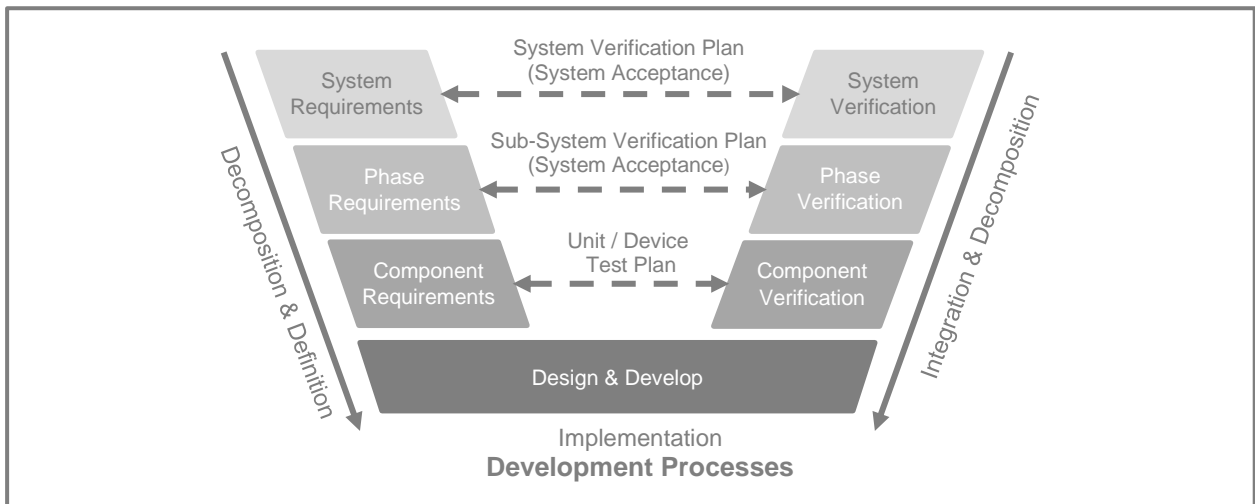 System Verification Plan
(System Acceptance)
System
Requirements
System
Verification
Sub-System Verification Plan
(System Acceptance)
Phase
Requirements
Phase
Verification
Unit / Device
Test Plan
Component
Requirements
Component
Verification
Decomposition & Definition
Integration & Decomposition
Design & Develop
Implementation
Development Processes